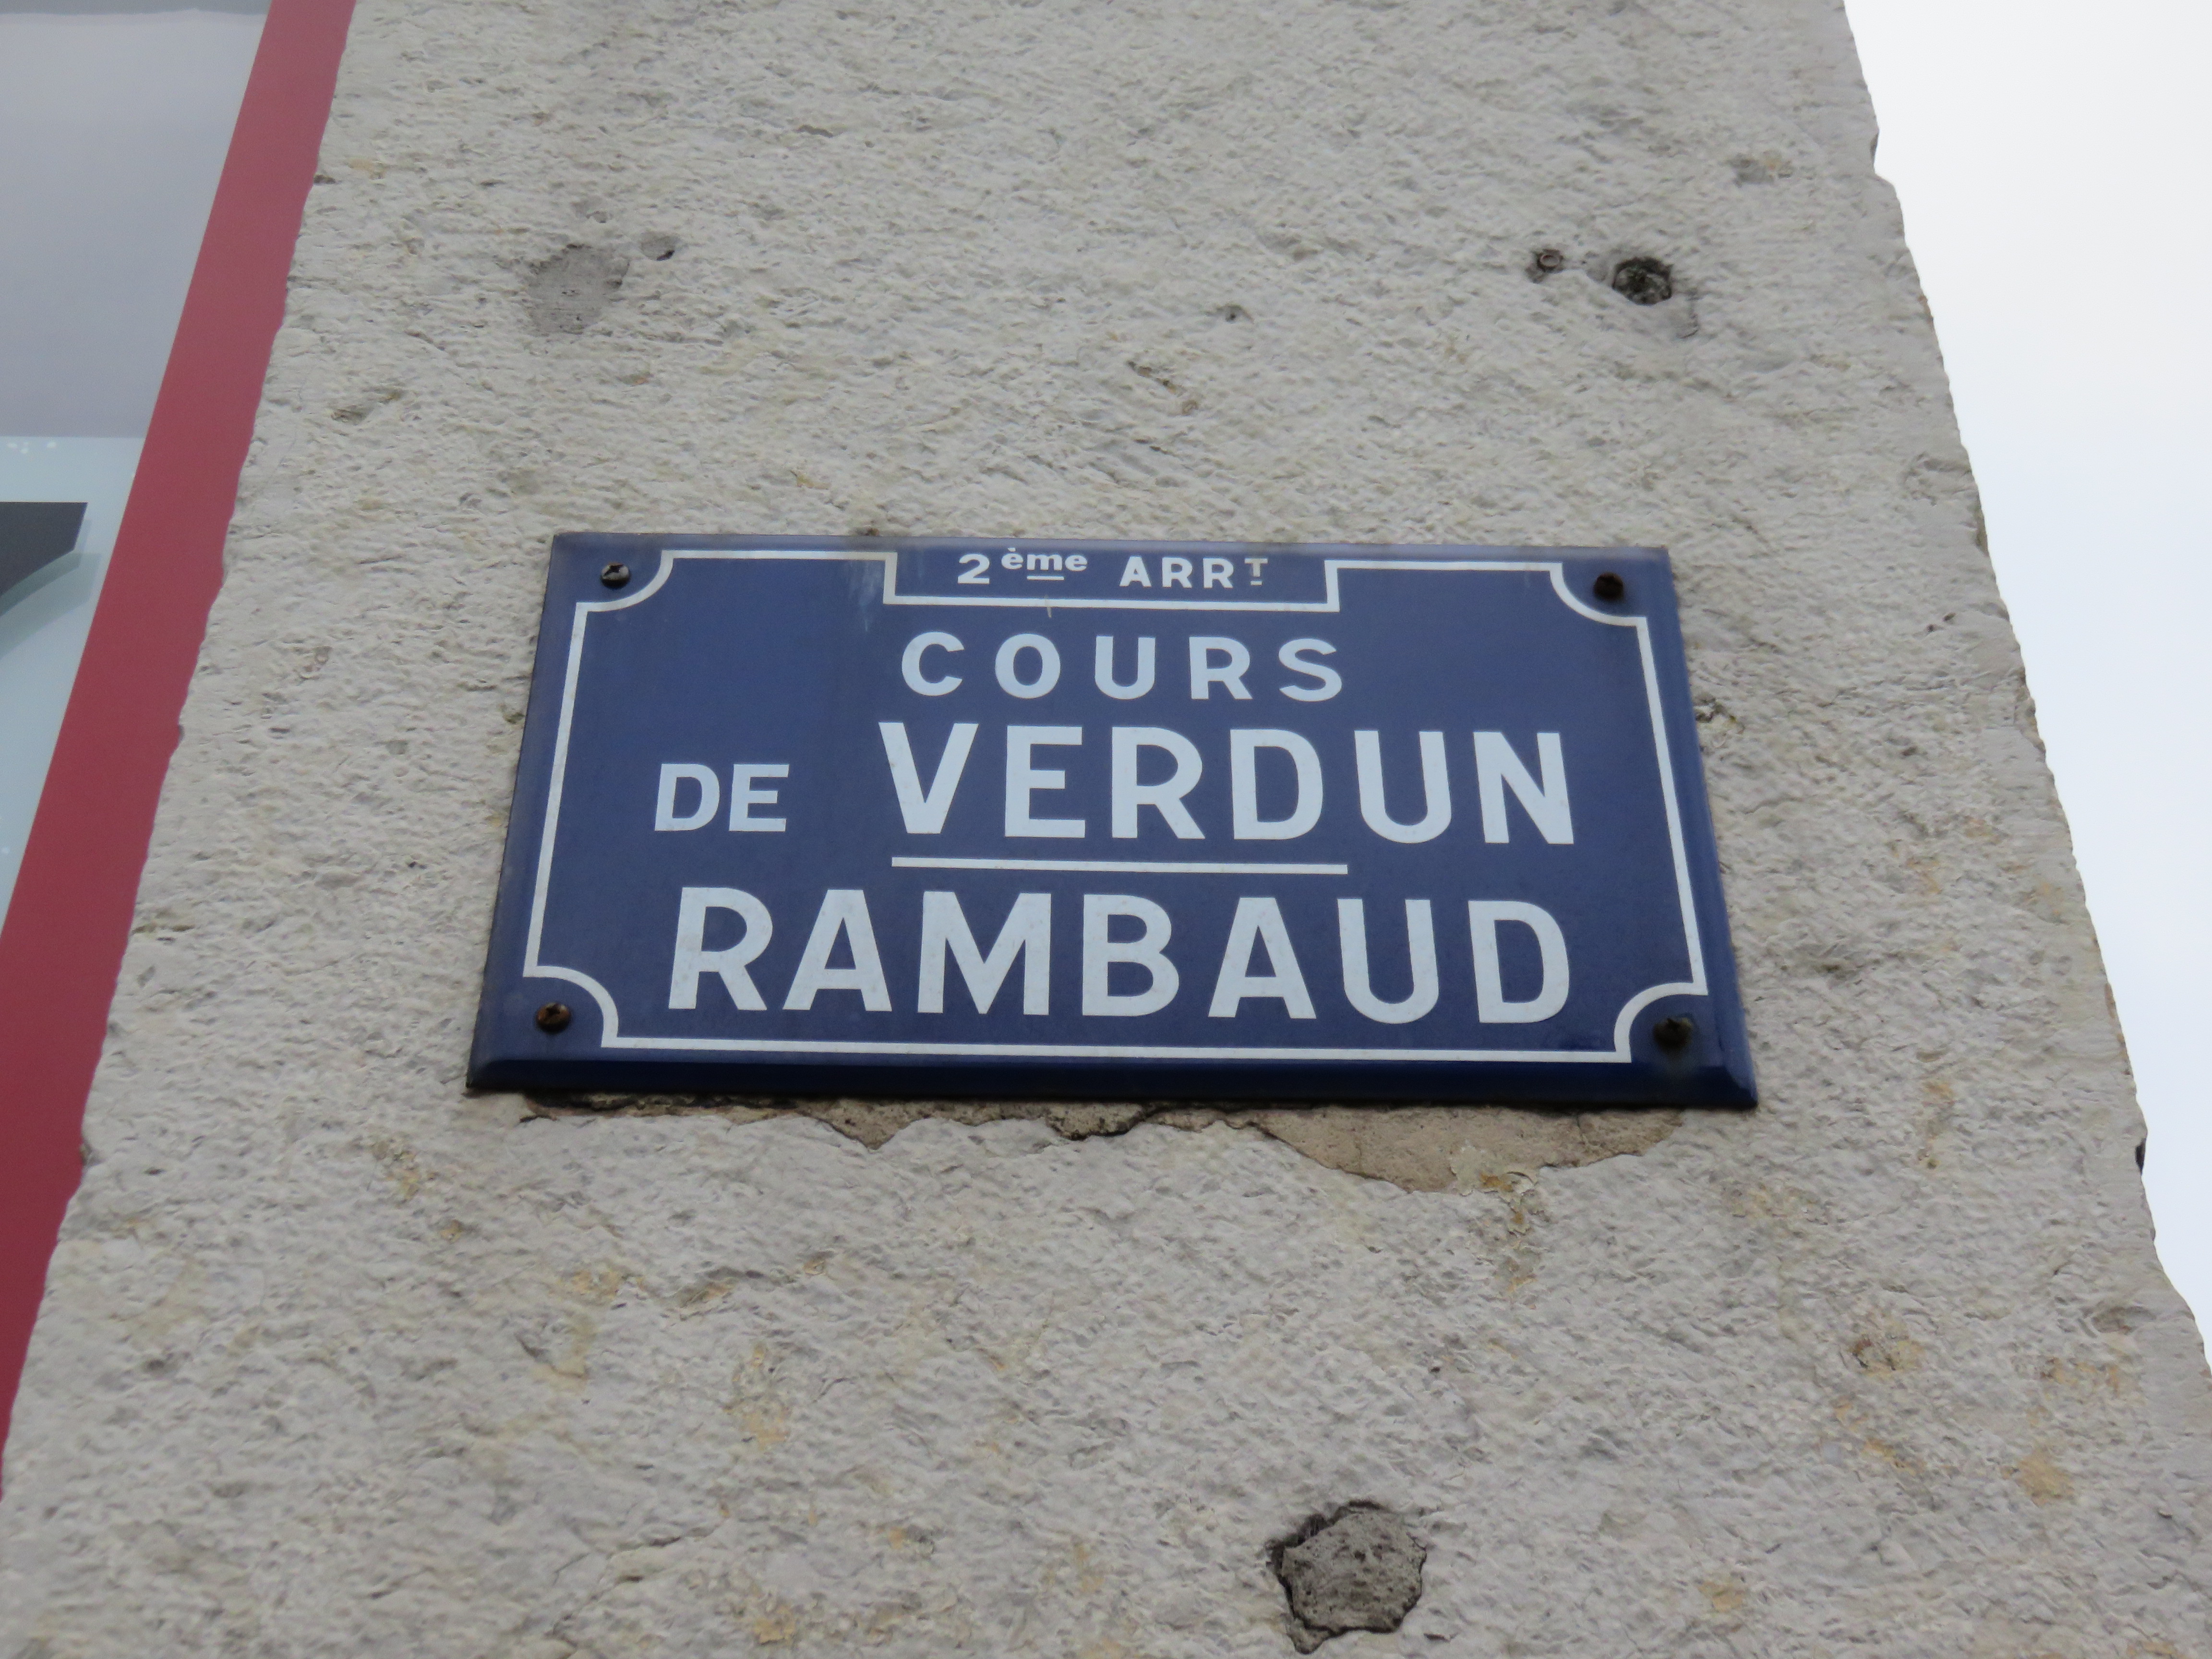 2ème ARRT
COURS
DE VERDUN
RAMBAUD